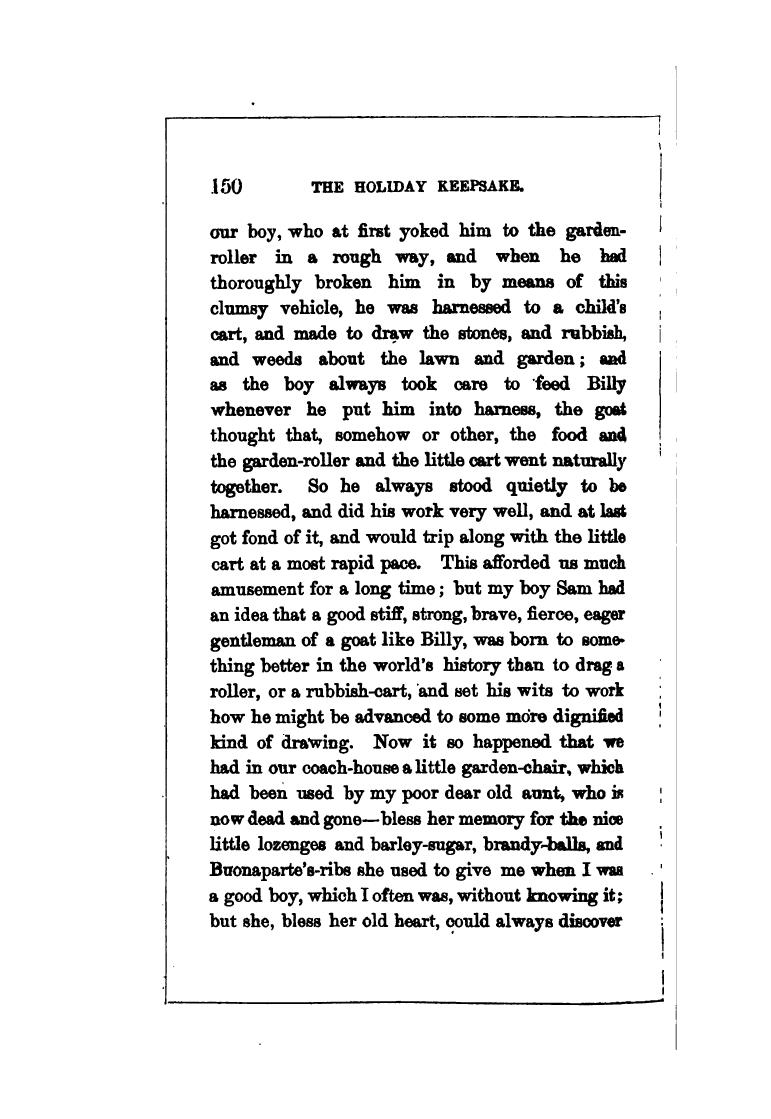 150 THE HOLIDAY KEEPSAKE.
our boy, who at first yoked him to the garden-
roller in a rough way, and when he had
thoroughly broken him in by means of this
clumsy vehicle, he was harnessed to a child's
cart, and made to draw the stones, and rubbish,
and weeds about the lawn and garden; and
as the boy always took care to feed Billy
whenever he put him into harness, the goat
thought that, somehow or other, the food and
the garden-roller and the little cart went naturally
together. So he always stood quietly to be
harnessed, and did his work very well, and at last
got fond of it, and would trip along with the little
cart at a most rapid pace. This afforded us much
amusement for a long time; but my boy Sam had
an idea that a good stiff, strong, brave, fierce, eager
gentleman of a goat like Billy, was born to some-
thing better in the world's history than to drag a
roller, or a rubbish-cart, and set his wits to work
how he might be advanced to some more dignified
kind of drawing. Now it so happened that we
had in our coach-house a little garden-chair, which
had been used by my poor dear old aunt, who is
now dead and gone—bless her memory for the nice
little lozenges and barley-sugar, brandy-balls, and
Buonaparte's-ribs she used to give me when I was
a good boy, which I often was, without knowing it;
but she, bless her old heart, could always discover